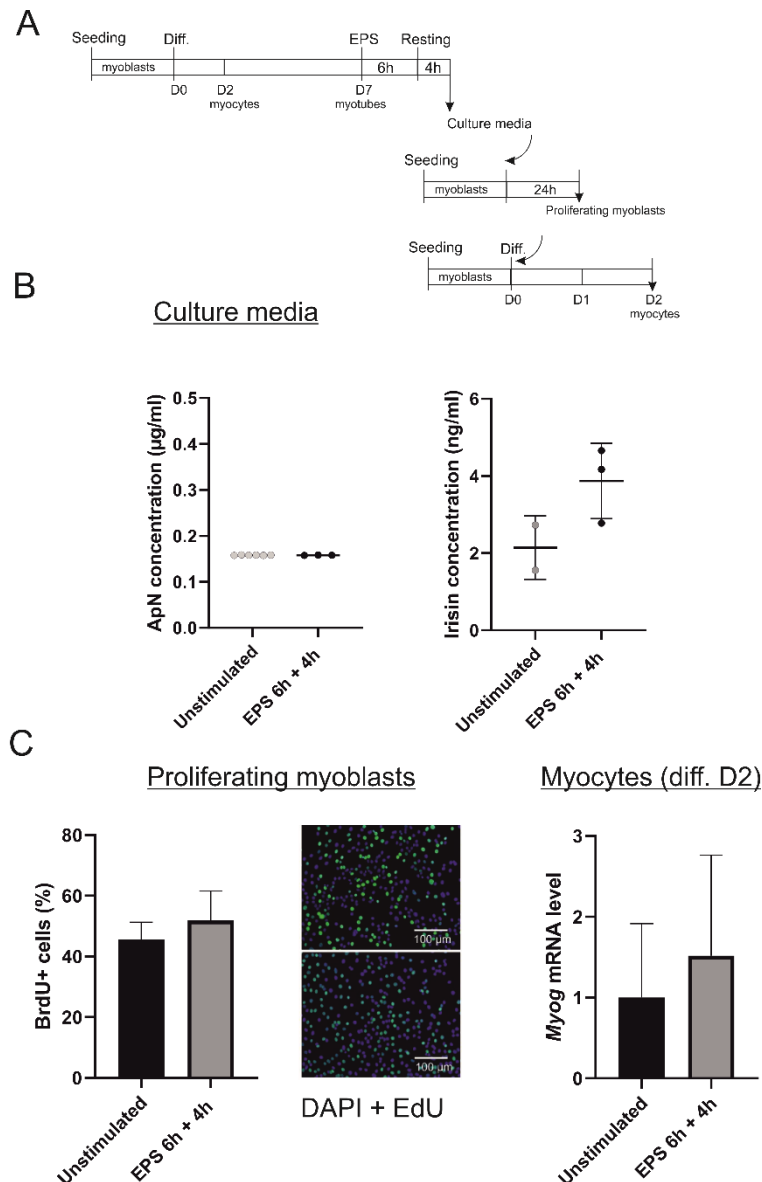 A
Seeding Diff. EPS Resting
myoblasts 6h 4h
D0 D2 D7
myocytes myotubes
Culture media
Seeding
myoblasts 24h
Proliferating myoblasts
Seeding Diff.
myoblasts
D0 D1 D2
myocytes
B
Culture media
ApN concentration (µg/ml)
0.5
0.4
0.3
0.2
0.1
0.0
Unstimulated
EPS 6h + 4h
Irisin concentration (ng/ml)
6
4
2
0
Unstimulated
EPS 6h + 4h
C
Proliferating myoblasts
Myocytes (diff. D2)
BrdU+ cells (%)
80
60
40
20
0
Unstimulated
EPS 6h + 4h
100 µm
100 µm
DAPI + EdU
Myog mRNA level
3
2
1
0
Unstimulated
EPS 6h + 4h